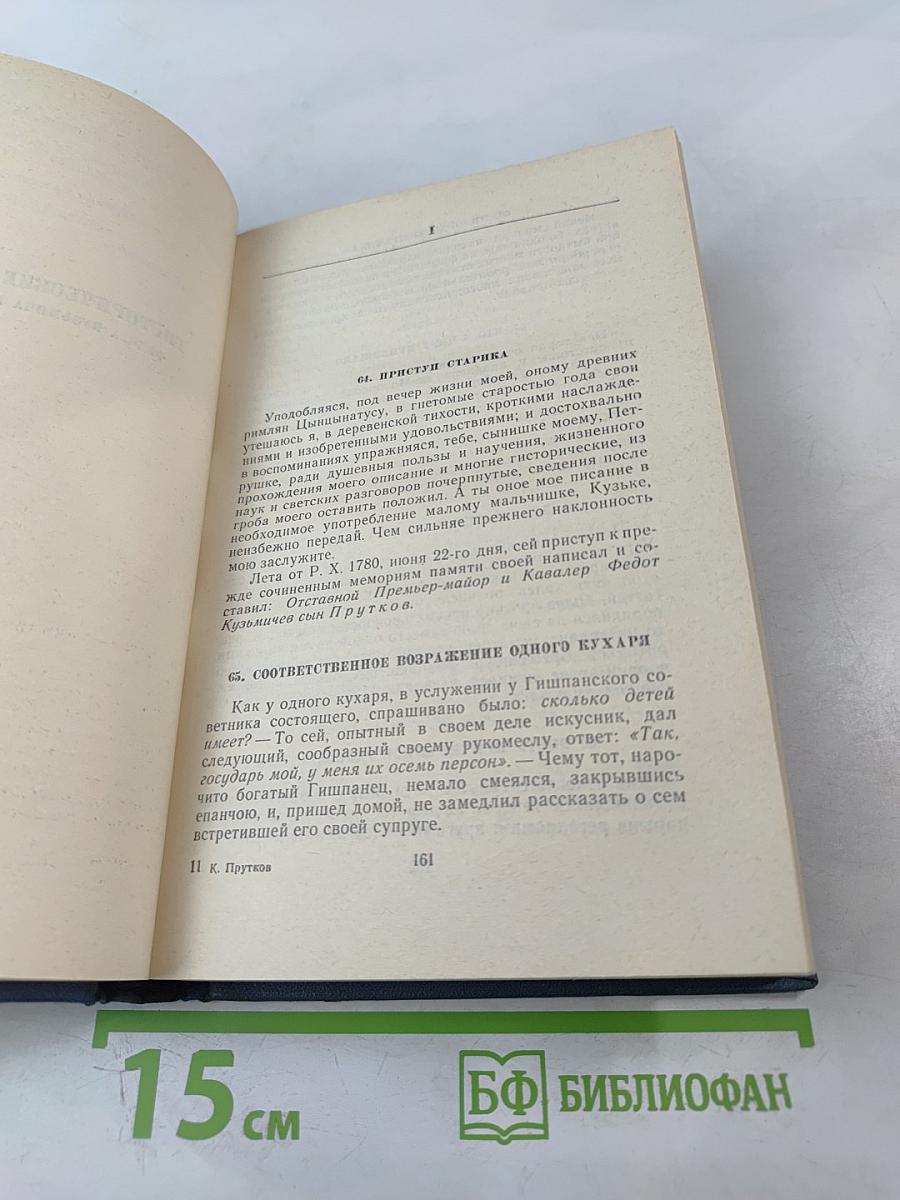 I
64. ПРИСТУП СТАРИКА
Уподобляяся, под вечер жизни моей, оному древних
римлян Цынцынатусу, в гнетомые старостью года свои
утешаюсь я, в деревенской тихости, кроткими наслажде-
ниями и изобретенными удовольствиями; и достохвально
в воспоминаниях упражняяся, тебе, сынишке моему, Пет-
рушке, ради душевныя пользы и научения, жизненного
прохождения моего описание и многие гисторические, из
наук и светских разговоров почерпнутые, сведения после
гроба моего оставить положил. А ты оное мое писание в
необходимое употребление малому мальчишке, Кузьке,
неизбежно передай. Чем сильняе прежнего наклонность
мою заслужите.
Лета от Р. Х. 1780, июня 22-го дня, сей приступ к пре-
жде сочиненным мемориям памяти своей написал и со-
ставил: Отставной Премьер-майор и Кавалер Федот
Кузьмичев сын Прутков.
65. СООТВЕТСТВЕННОЕ ВОЗРАЖЕНИЕ ОДНОГО КУХАРЯ
Как у одного кухаря, в услужении у Гишпанского со-
ветника состоящего, спрашивано было: сколько детей
имеет? — То сей, опытный в своем деле искусник, дал
следующий, сообразный своему рукомеслу, ответ: «Так,
государь мой, у меня их осемь персон». — Чему тот, наро-
чито богатый Гишпанец, немало смеялся, закрывшись
епанчою, и, пришед домой, не замедлил рассказать о сем
встретившей его своей супруге.
11 К. Прутков
161
15 см
БФ БИБЛИОФАН